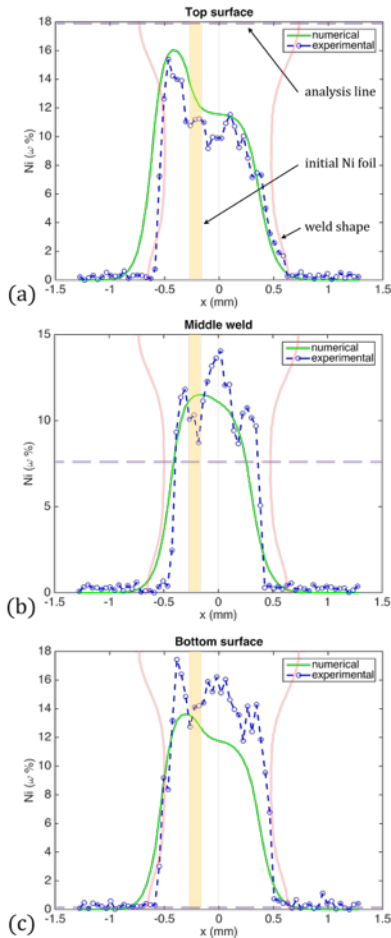 Top surface
18
16
14
12
10
8
6
4
2
0
Ni (ω %)
numerical
experimental
analysis line
initial Ni foil
weld shape
-1.5 -1 -0.5 0 0.5 1 1.5
x (mm)
(a)
Middle weld
15
10
5
0
Ni (ω %)
numerical
experimental
-1.5 -1 -0.5 0 0.5 1 1.5
x (mm)
(b)
Bottom surface
18
16
14
12
10
8
6
4
2
0
Ni (ω %)
numerical
experimental
-1.5 -1 -0.5 0 0.5 1 1.5
x (mm)
(c)